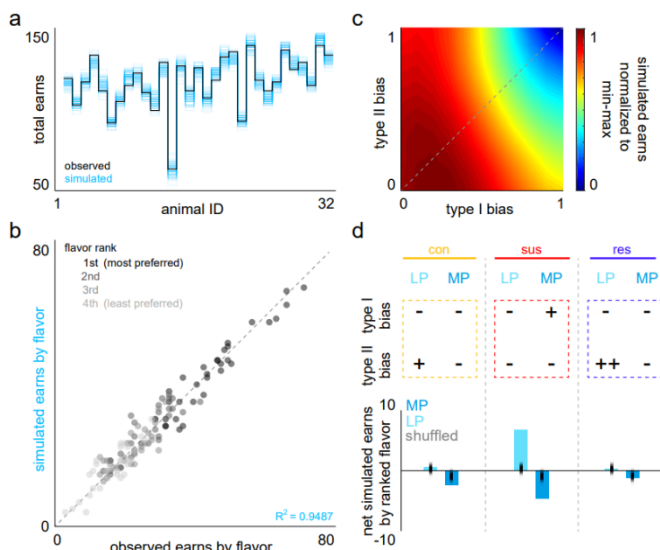 a
150
total earns
observed
simulated
50
1
animal ID
32
b
80
flavor rank
1st (most preferred)
2nd
3rd
4th (least preferred)
simulated earns by flavor
R² = 0.9487
0
0
observed earns by flavor
80
c
1
type II bias
0
0
type I bias
1
1
0
simulated earns
normalized to
min-max
d
con
sus
res
LP MP LP MP LP MP
type I
bias
- - - + - -
type II
bias
+ - - - ++ -
10
MP
LP
shuffled
net simulated earns
by ranked flavor
-10